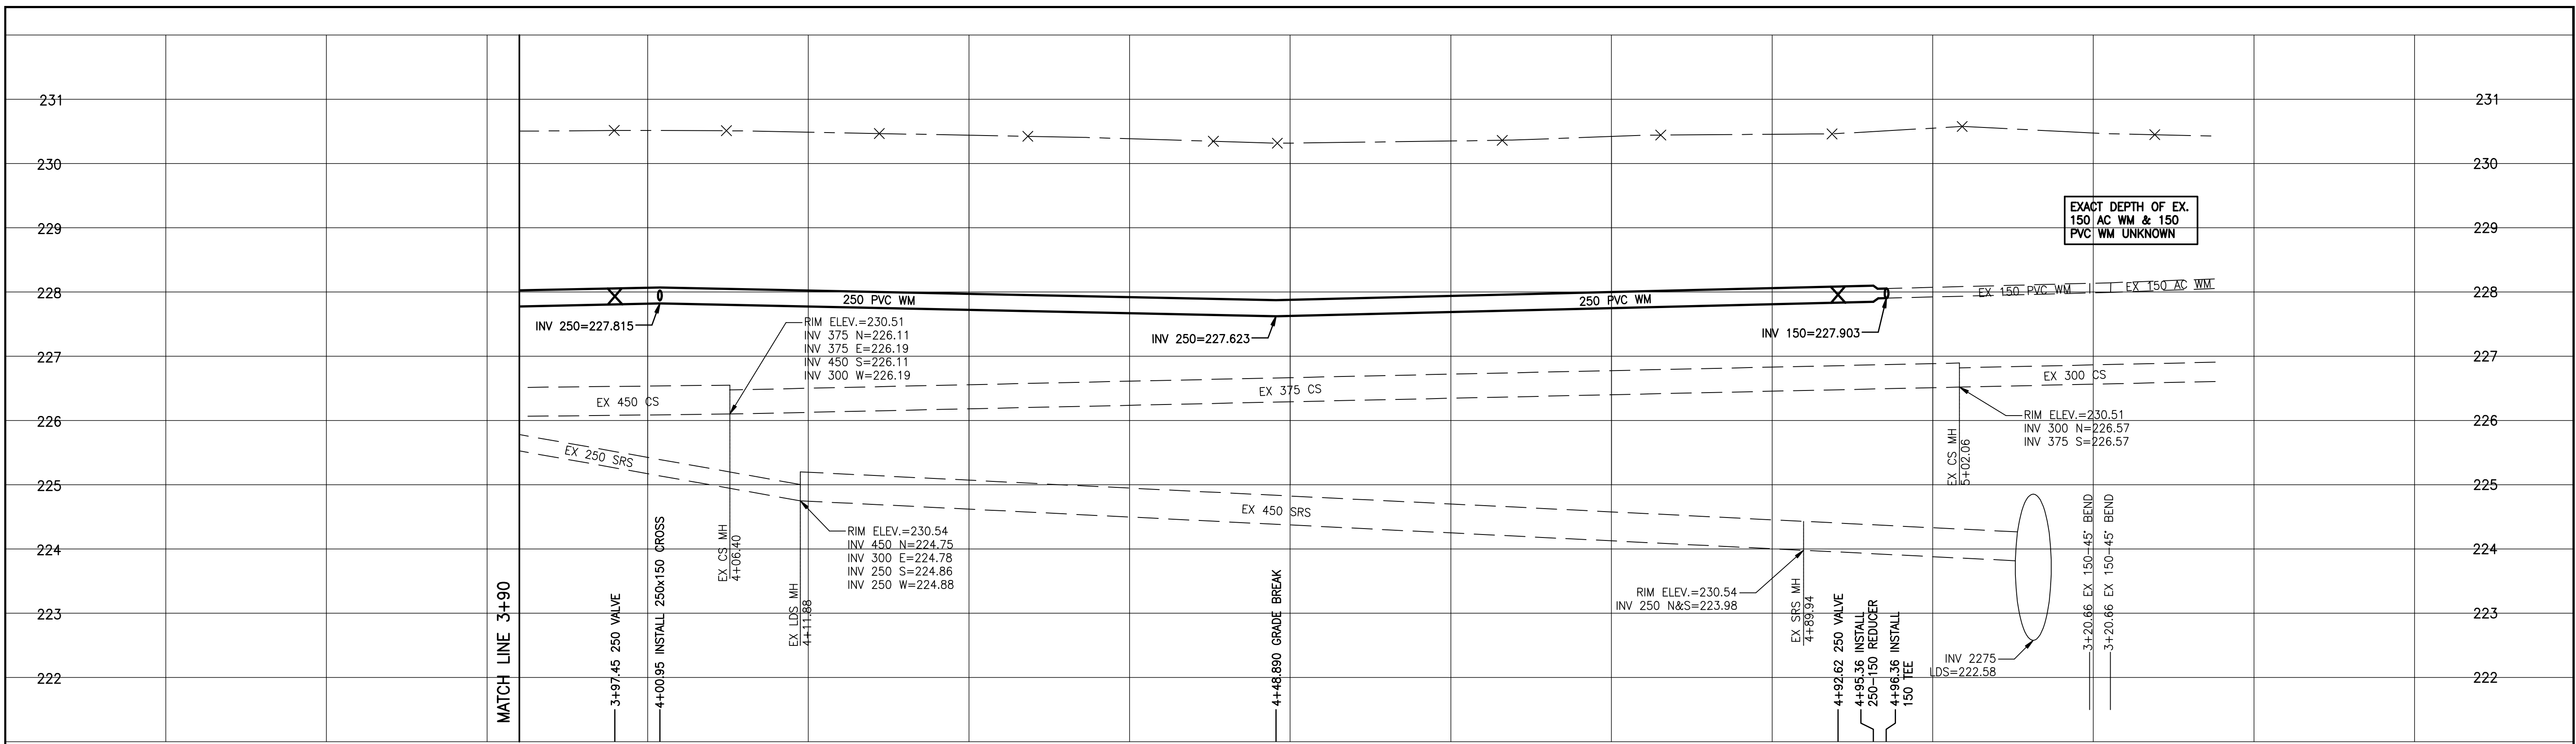 231
231
230
230
EXACT DEPTH OF EX.
150 AC WM & 150
PVC WM UNKNOWN
229
229
228
250 PVC WM
250 PVC WM
EX 150 PVC WM
EX 150 AC WM
228
INV 250=227.815
RIM ELEV.=230.51
INV 375 N=226.11
INV 375 E=226.19
INV 450 S=226.11
INV 300 W=226.19
INV 250=227.623
INV 150=227.903
227
227
EX 450 CS
EX 375 CS
EX 300 CS
RIM ELEV.=230.51
INV 300 N=226.57
INV 375 S=226.57
226
226
EX 250 SRS
225
225
EX CS MH
5+02.06
EX 450 SRS
RIM ELEV.=230.54
INV 450 N=224.75
INV 300 E=224.78
INV 250 S=224.86
INV 250 W=224.88
224
224
EX CS MH
4+06.40
EX LDS MH
4+11.88
RIM ELEV.=230.54
INV 250 N&S=223.98
EX SRS MH
4+89.94
223
223
INV 2275
LDS=222.58
222
222
MATCH LINE 3+90
3+97.45 250 VALVE
4+00.95 INSTALL 250x150 CROSS
4+48.890 GRADE BREAK
4+92.62 250 VALVE
4+95.36 INSTALL
250-150 REDUCER
4+96.36 INSTALL
150 TEE
3+20.66 EX 150-45° BEND
3+20.66 EX 150-45° BEND